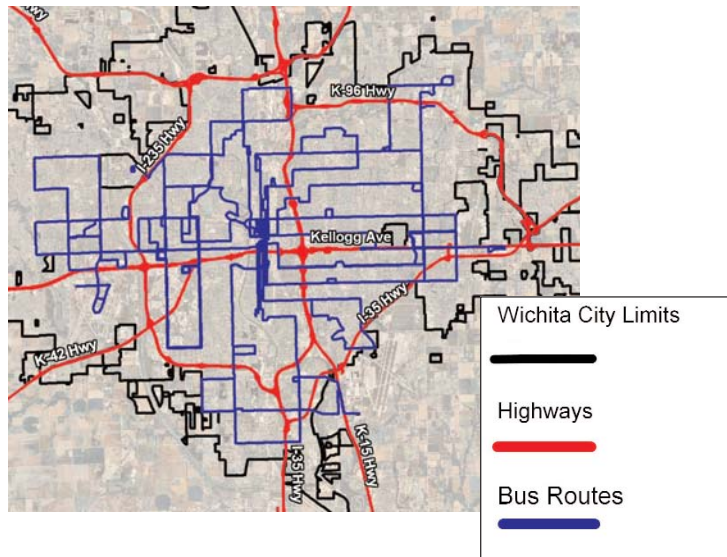 wy
K-96 Hwy
I-235 Hwy
Kellogg Ave
I-35 Hwy
K-42 Hwy
I-35 Hwy
K-15 Hwy
Wichita City Limits
Highways
Bus Routes